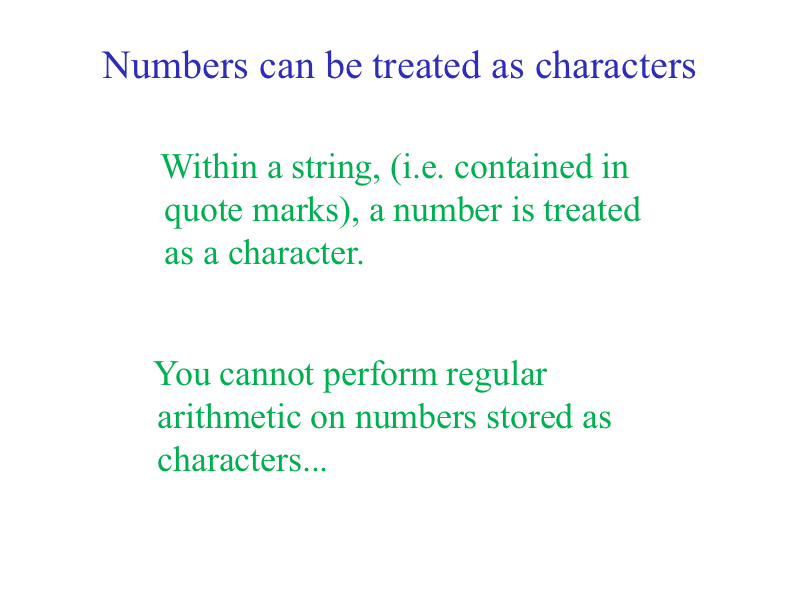 Numbers can be treated as characters
Within a string, (i.e. contained in
quote marks), a number is treated
as a character.
You cannot perform regular
arithmetic on numbers stored as
characters...